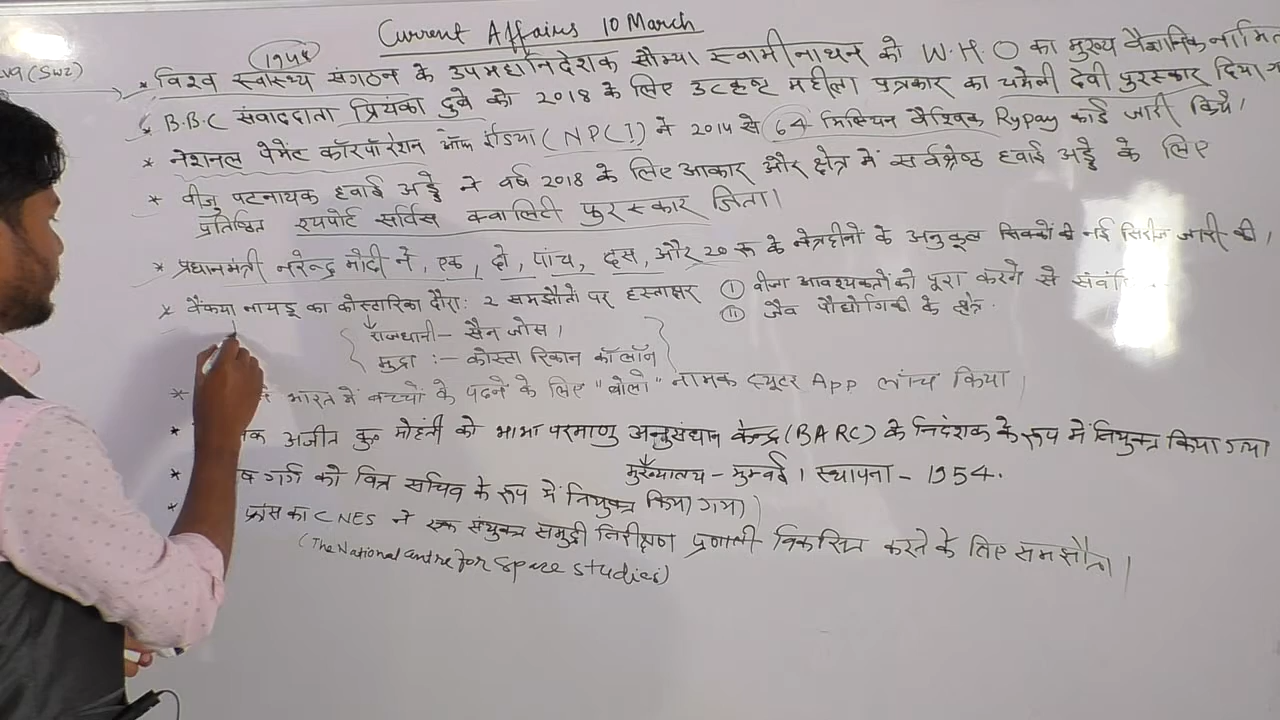 Current Affairs 10 March
1948
va (Swz)
* विश्व स्वास्थ्य संगठन के उपमहानिदेशक सौम्या स्वामीनाथन को W.H.O का मुख्य वैज्ञानिक नामित
* B.B.C संवाददाता प्रियंका दुबे को 2018 के लिए उत्कृष्ट महीला पत्रकार का चमेली देवी पुरस्कार दिया
* नेशनल पेमेंट कॉरपॉरेशन ऑफ इंडिया (NPCI) ने 2014 से 64 मिलियन वैश्विक Rupay कार्ड जारी किये।
* वीजु पटनायक हवाई अड्डे ने वर्ष 2018 के लिए आकार और क्षेत्र में सर्वश्रेष्ठ हवाई अड्डे के लिए
प्रतिष्ठित एयरपोर्ट सर्विस क्वालिटी पुरस्कार जिता।
* प्रधानमंत्री नरेन्द्र मोदी ने, एक, दो, पांच, दस, और 20 रू के नेत्रहीनों के अनुकूल सिक्कों की नई सिरीज जारी की।
* वैंकया नायडू का कोस्टारिका दौरा: 2 समझौतो पर हस्ताक्षर (I) वीजा आवश्यकतों को पूरा करने से संबंधि
(II) जैव प्रौद्योगिकी के क्षेत्र
राजधानी - सैन जोस।
मुद्रा :- कोस्टा रिकान कॉलॉन
* भारत में बच्चों के पढने के लिए "बोलो" नामक ट्यूटर App लांच किया।
* अजीत कु० मोहंती को भाभा परमाणु अनुसंधान केन्द्र (BARC) के निदेशक के रूप में नियुक्त किया गया
मुख्यालय - मुम्बई। स्थापना - 1954.
* गर्ग को वित्त सचिव के रूप में नियुक्त किया गया।
* फ्रांस का CNES ने एक संयुक्त समुद्री निरीक्षण प्रणाली विकसित करने के लिए समझौता।
(The National Centre for Space Studies)